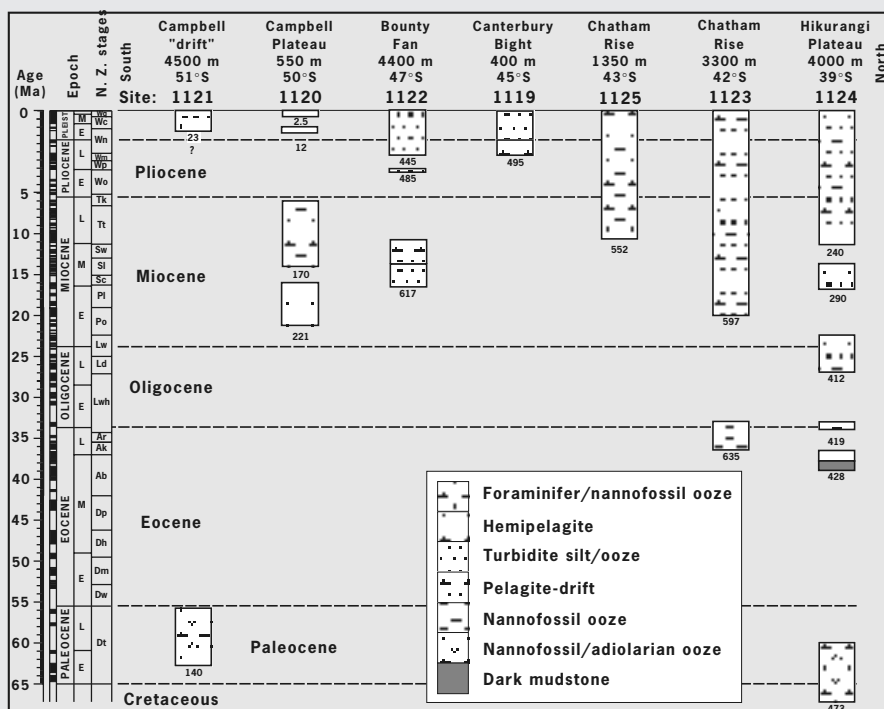 Age
(Ma)
Epoch
N. Z. stages
South
Campbell
"drift"
4500 m
51°S
Campbell
Plateau
550 m
50°S
Bounty
Fan
4400 m
47°S
Canterbury
Bight
400 m
45°S
Chatham
Rise
1350 m
43°S
Chatham
Rise
3300 m
42°S
Hikurangi
Plateau
4000 m
39°S
North
Site: 1121 1120 1122 1119 1125 1123 1124
0
5
10
15
20
25
30
35
40
45
50
55
60
65
PLEIST
PLIOCENE
MIOCENE
OLIGOCENE
EOCENE
PALEOCENE
M
E
L
E
L
M
E
L
E
L
M
E
L
E
Wq
Wc
Wn
Wm
Wp
Wo
Tk
Tt
Sw
Sl
Sc
Pl
Po
Lw
Ld
Lwh
Ar
Ak
Ab
Dp
Dh
Dm
Dw
Dt
23
?
2.5
12
445
485
495
Pliocene
552
170
240
Miocene
617
290
221
597
412
Oligocene
419
635
428
Eocene
Foraminifer/nannofossil ooze
Hemipelagite
Turbidite silt/ooze
Pelagite-drift
Nannofossil ooze
Nannofossil/adiolarian ooze
Dark mudstone
Paleocene
140
Cretaceous
473